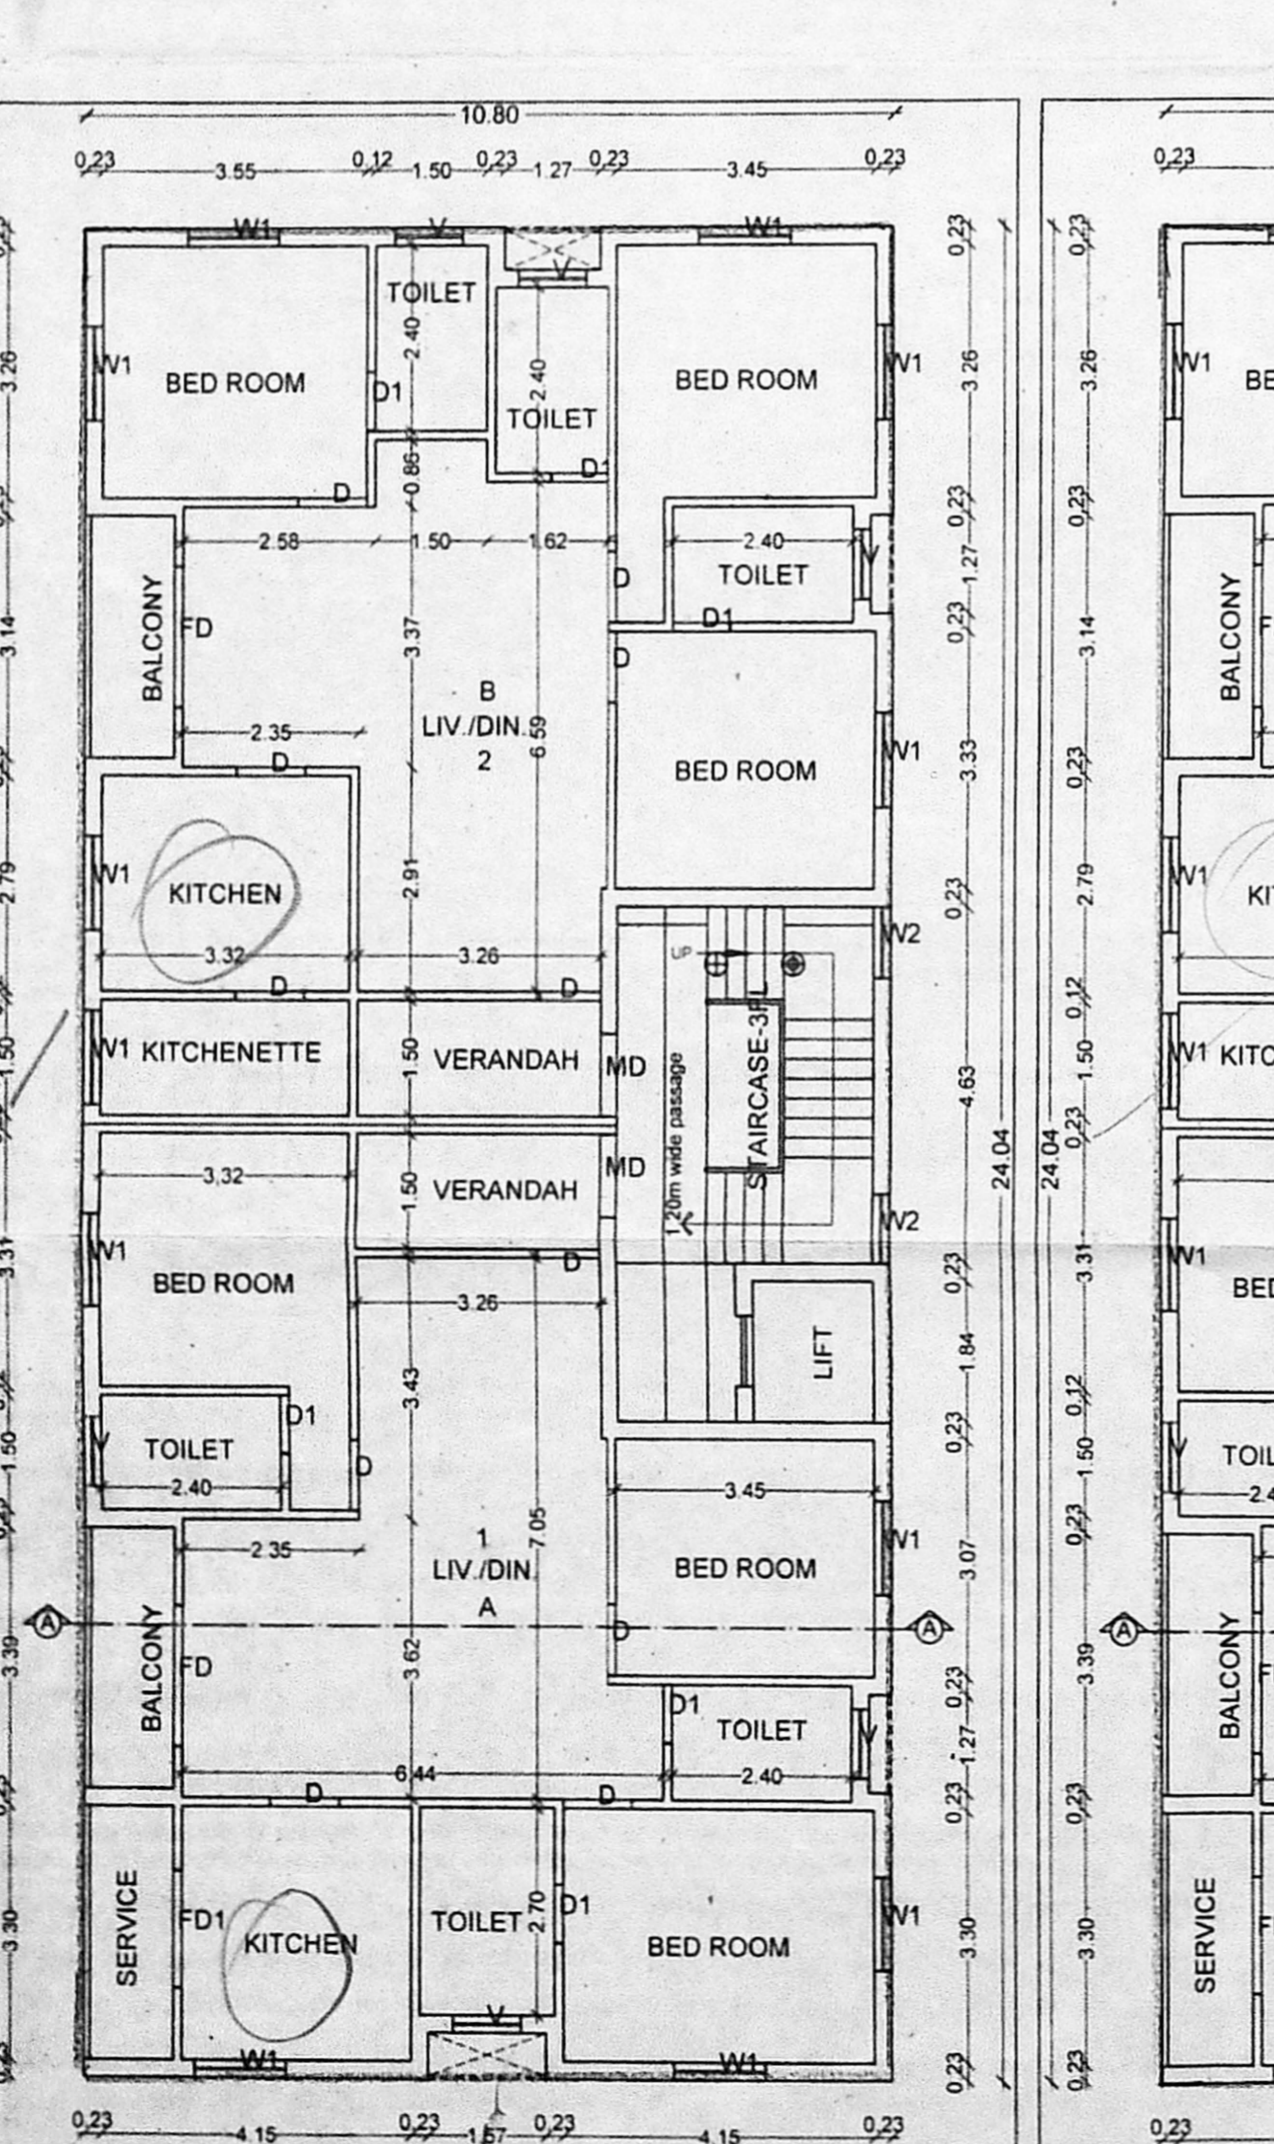 10.80
0,23 3.55 0,12 1.50 0,23 1.27 0,23 3.45 0,23
0,23
W1 V W1
V
0,23 0,23
TOILET
2.40
3.26 W1 BED ROOM D1 2.40 TOILET BED ROOM W1 3.26 3.26 W1 BE
D1
0.86
D
0,23 0,23
2.58 1.50 1.62 2.40
TOILET
D 1.27
D1
BALCONY FD 3.37 D 0,23
3.14 3.14 BALCONY F
B
LIV./DIN.
2
6.59
2.35
D
BED ROOM W1 3.33 0,23
2.79 W1 KITCHEN 2.91 2.79 W1 KI
0,23
W2
UP
3.32 3.26
D D
0,12
1.50 W1 KITCHENETTE 1.50 VERANDAH MD 1.50 W1 KITC
1.20m wide passage
STAIRCASE-3FL
4.63
0,23
24.04 24.04
3,32 1.50 VERANDAH MD
W2
3.31 W1 BED ROOM D 0,23 3.31 W1 BED
3.26
LIFT 1.84
3.43
D1 0,12
TOILET 0,23 1.50 TOIL
1.50 D
2.40 3.45 2.4
2.35 7.05 0,23
1
LIV./DIN.
A
BED ROOM W1 3.07
A D A A
BALCONY FD 3.62 3.39 BALCONY F
3.39
D1 0,23
TOILET 1.27
6.44 2.40
D D 0,23 0,23
SERVICE FD1 KITCHEN TOILET 2.70 D1 BED ROOM W1 3.30 3.30 SERVICE F
3.30
V
W1 W1
0,23 0,23
0,23 4.15 0,23 1.57 0,23 4.15 0,23 0,23